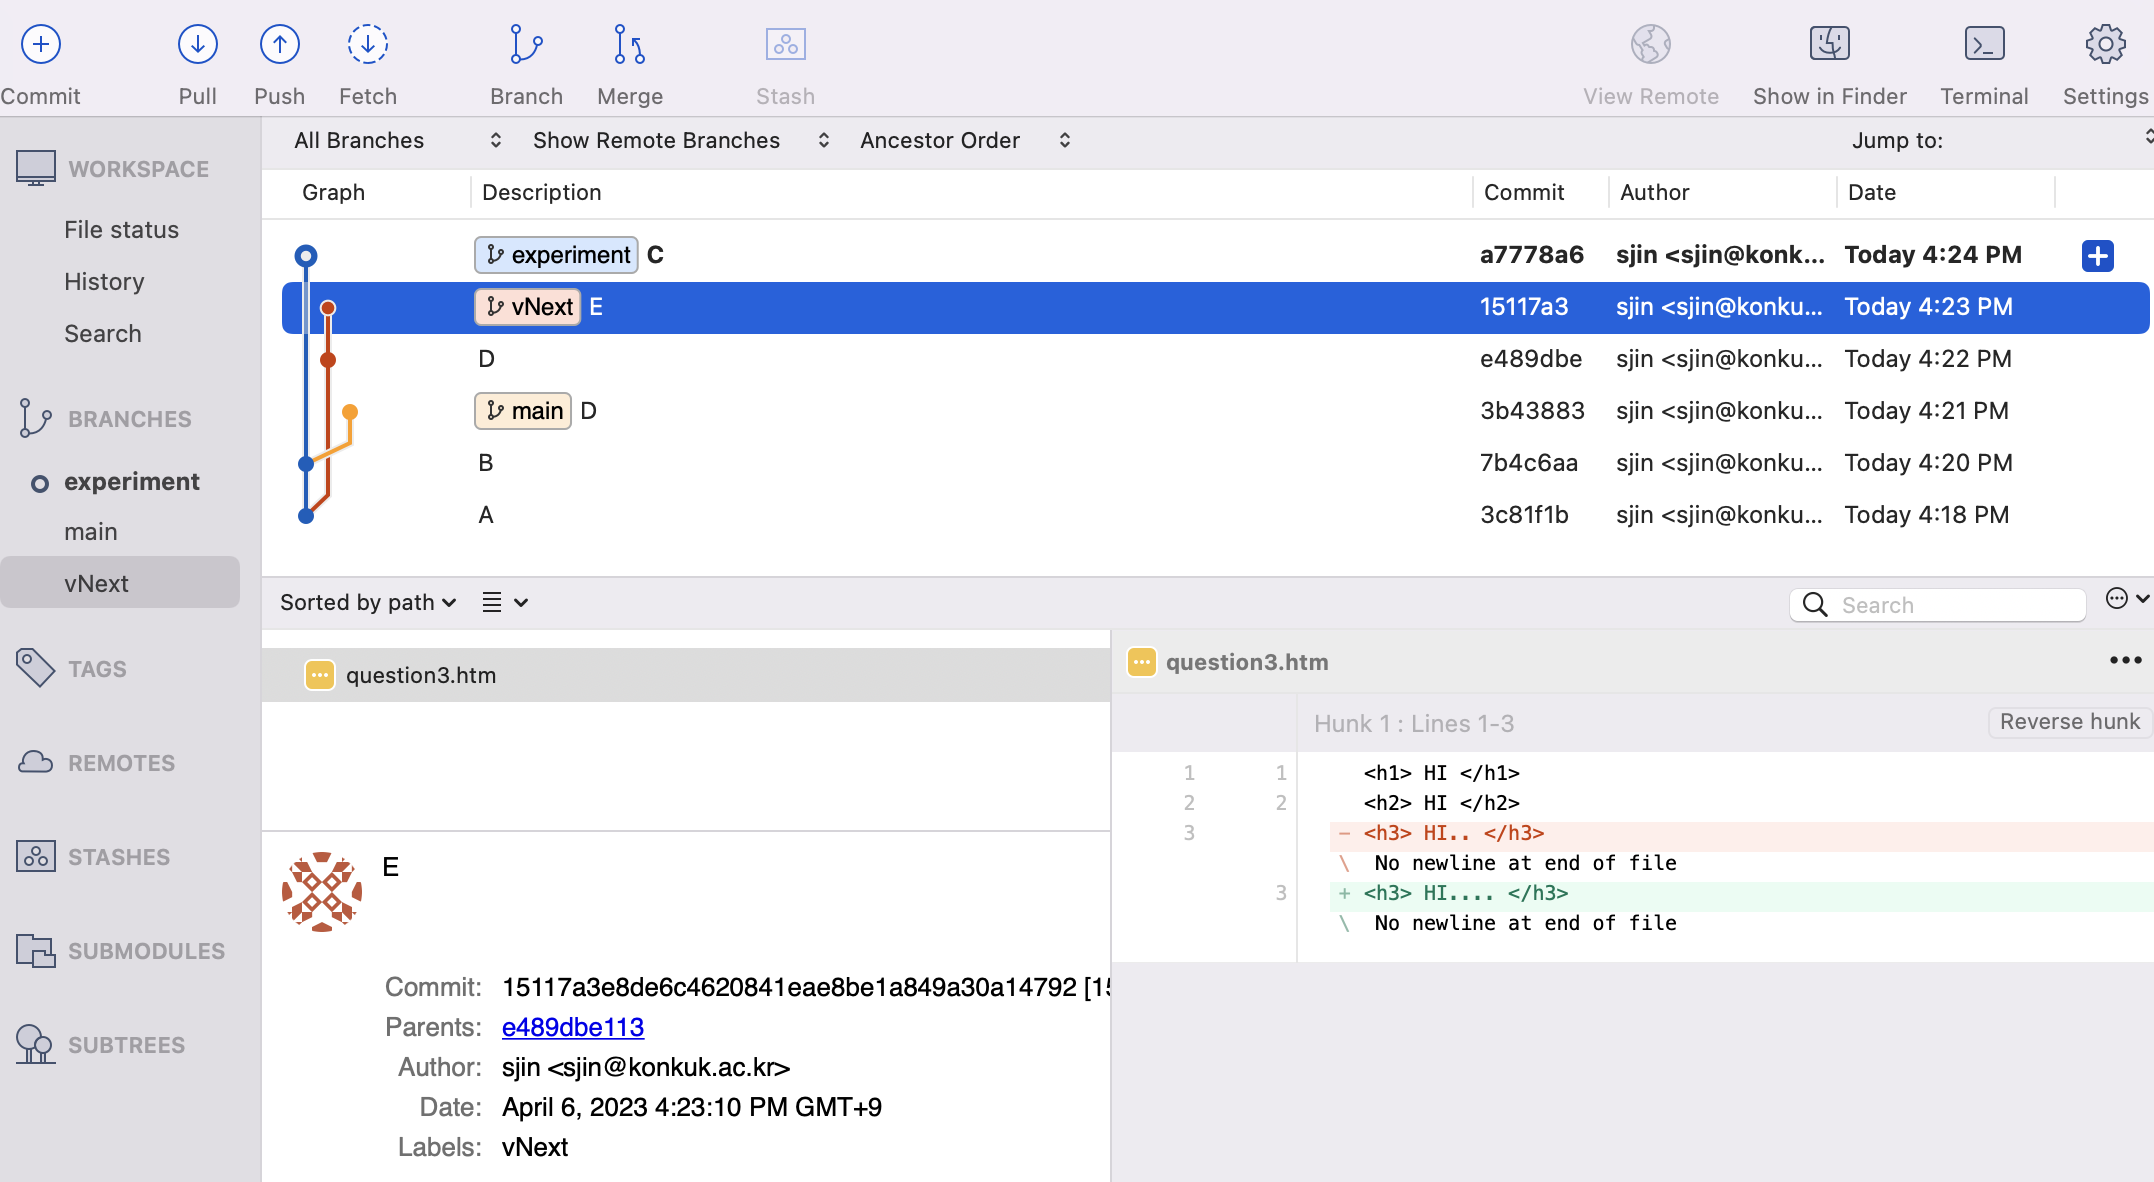 Commit Pull Push Fetch Branch Merge Stash View Remote Show in Finder Terminal Settings
All Branches Show Remote Branches Ancestor Order Jump to:
WORKSPACE
File status
History
Search
BRANCHES
experiment
main
vNext
TAGS
REMOTES
STASHES
SUBMODULES
SUBTREES
Graph Description Commit Author Date
experiment C a7778a6 sjin <sjin@konk... Today 4:24 PM
vNext E 15117a3 sjin <sjin@konku... Today 4:23 PM
D e489dbe sjin <sjin@konku... Today 4:22 PM
main D 3b43883 sjin <sjin@konku... Today 4:21 PM
B 7b4c6aa sjin <sjin@konku... Today 4:20 PM
A 3c81f1b sjin <sjin@konku... Today 4:18 PM
Sorted by path Search
question3.htm
E
Commit: 15117a3e8de6c4620841eae8be1a849a30a14792 [15
Parents: e489dbe113
Author: sjin <sjin@konkuk.ac.kr>
Date: April 6, 2023 4:23:10 PM GMT+9
Labels: vNext
question3.htm
Hunk 1 : Lines 1-3 Reverse hunk
1 1 <h1> HI </h1>
2 2 <h2> HI </h2>
3 - <h3> HI.. </h3>
\ No newline at end of file
3 + <h3> HI.... </h3>
\ No newline at end of file